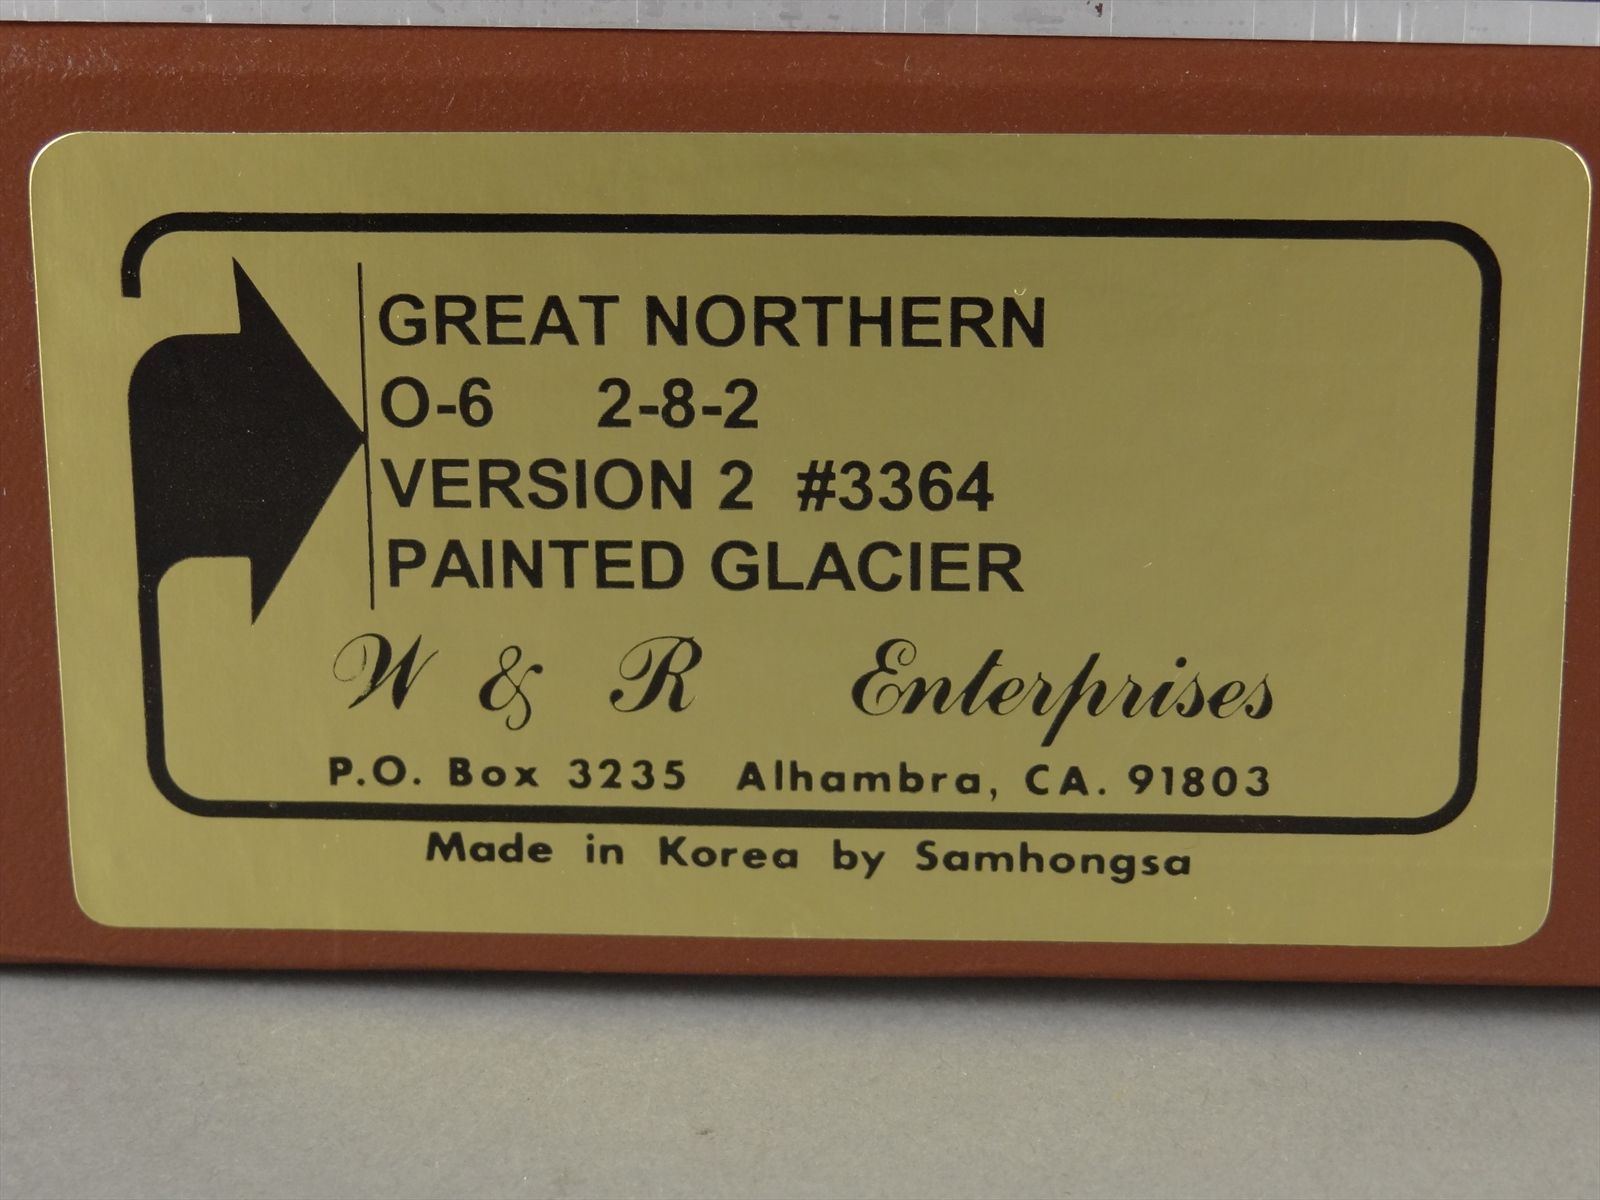 GREAT NORTHERN
O-6 2-8-2
VERSION 2 #3364
PAINTED GLACIER
W & R Enterprises
P.O. Box 3235 Alhambra, CA. 91803
Made in Korea by Samhongsa